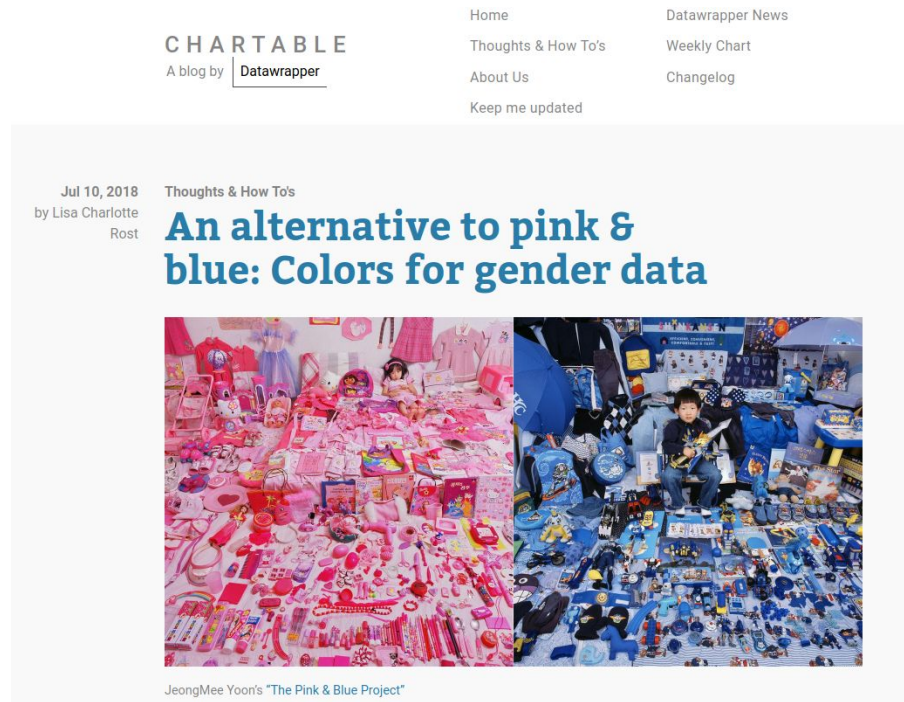 CHARTABLE
A blog by Datawrapper
Home
Thoughts & How To's
About Us
Keep me updated
Datawrapper News
Weekly Chart
Changelog
Jul 10, 2018
by Lisa Charlotte
Rost
Thoughts & How To's
An alternative to pink &
blue: Colors for gender data
JeongMee Yoon's “The Pink & Blue Project”